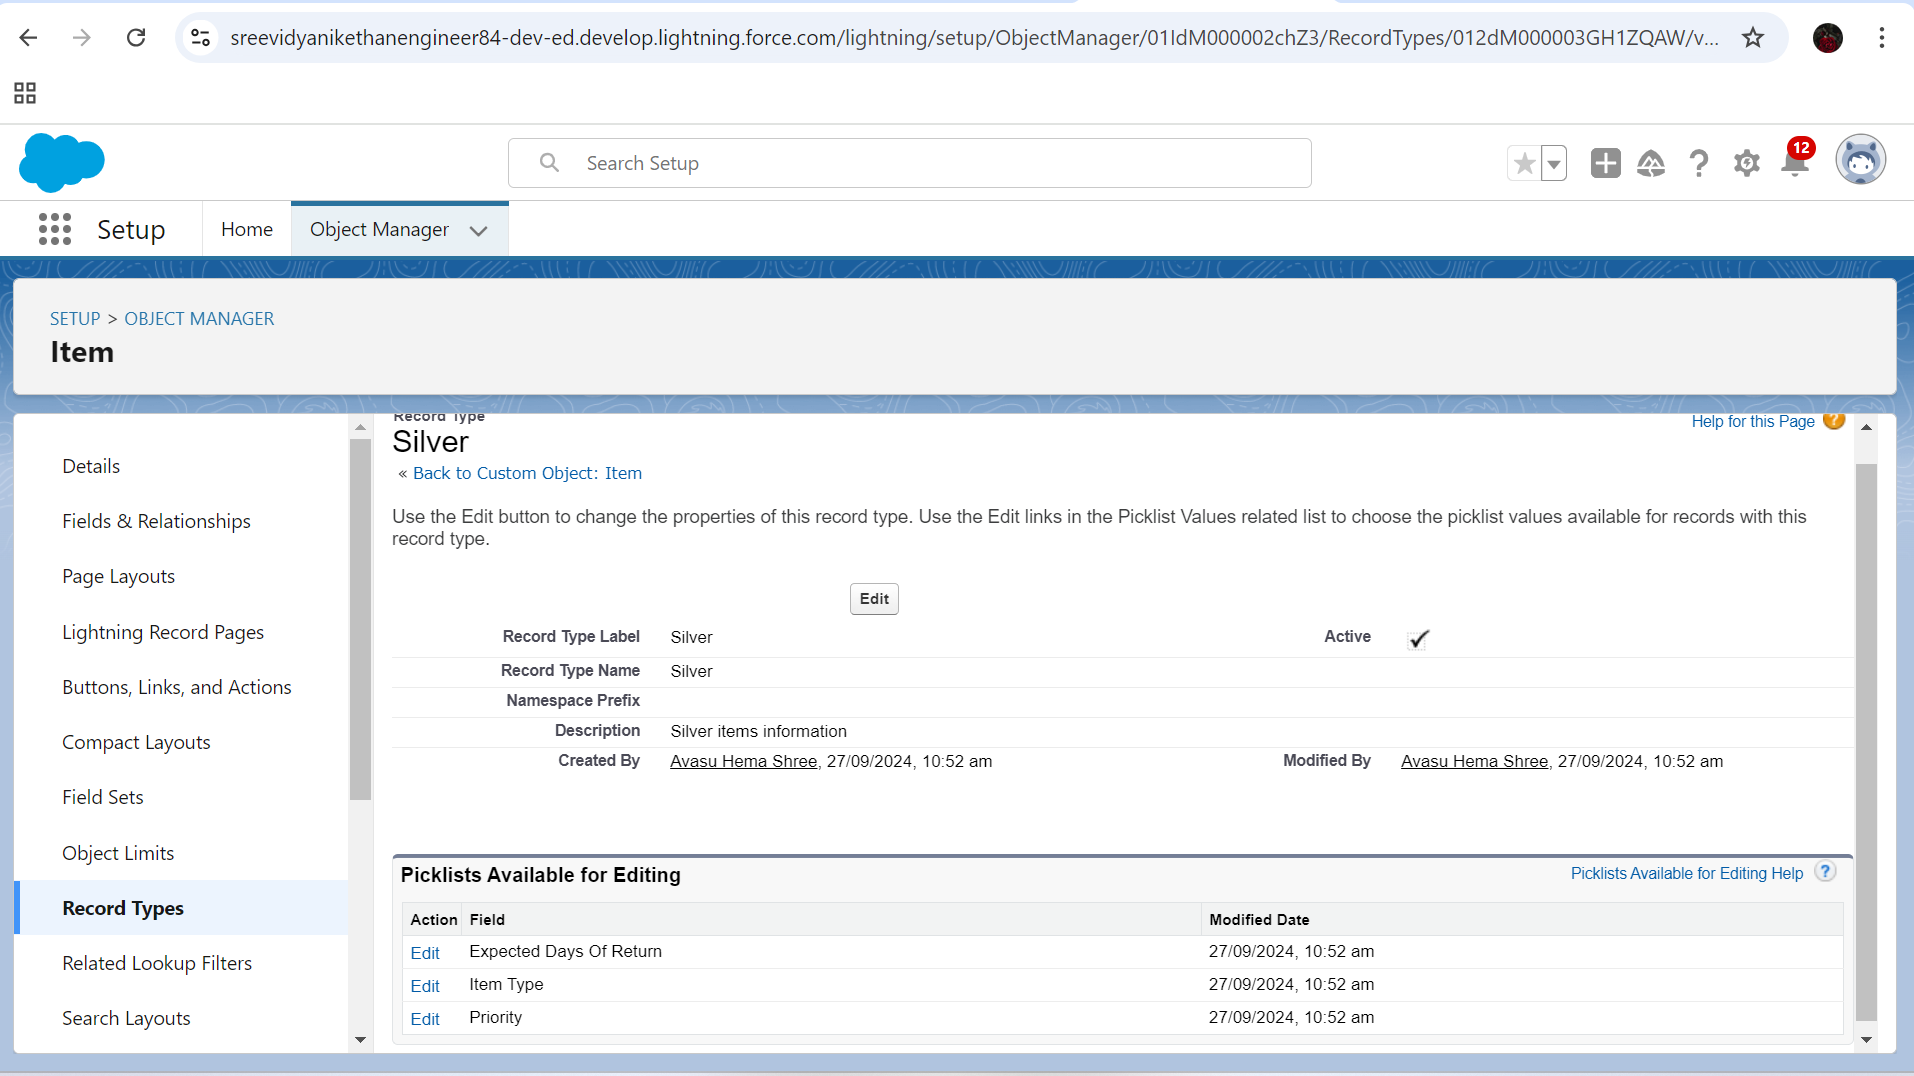 sreevidyanikethanengineer84-dev-ed.develop.lightning.force.com/lightning/setup/ObjectManager/01IdM000002chZ3/RecordTypes/012dM000003GH1ZQAW/v...
Search Setup
12
Setup
Home
Object Manager
SETUP > OBJECT MANAGER
Item
Details
Fields & Relationships
Page Layouts
Lightning Record Pages
Buttons, Links, and Actions
Compact Layouts
Field Sets
Object Limits
Record Types
Related Lookup Filters
Search Layouts
Record Type
Silver
Help for this Page ?
« Back to Custom Object: Item
Use the Edit button to change the properties of this record type. Use the Edit links in the Picklist Values related list to choose the picklist values available for records with this
record type.
Edit
Record Type Label Silver Active
Record Type Name Silver
Namespace Prefix
Description Silver items information
Created By Avasu Hema Shree, 27/09/2024, 10:52 am Modified By Avasu Hema Shree, 27/09/2024, 10:52 am
Picklists Available for Editing
Picklists Available for Editing Help ?
Action Field Modified Date
Edit Expected Days Of Return 27/09/2024, 10:52 am
Edit Item Type 27/09/2024, 10:52 am
Edit Priority 27/09/2024, 10:52 am